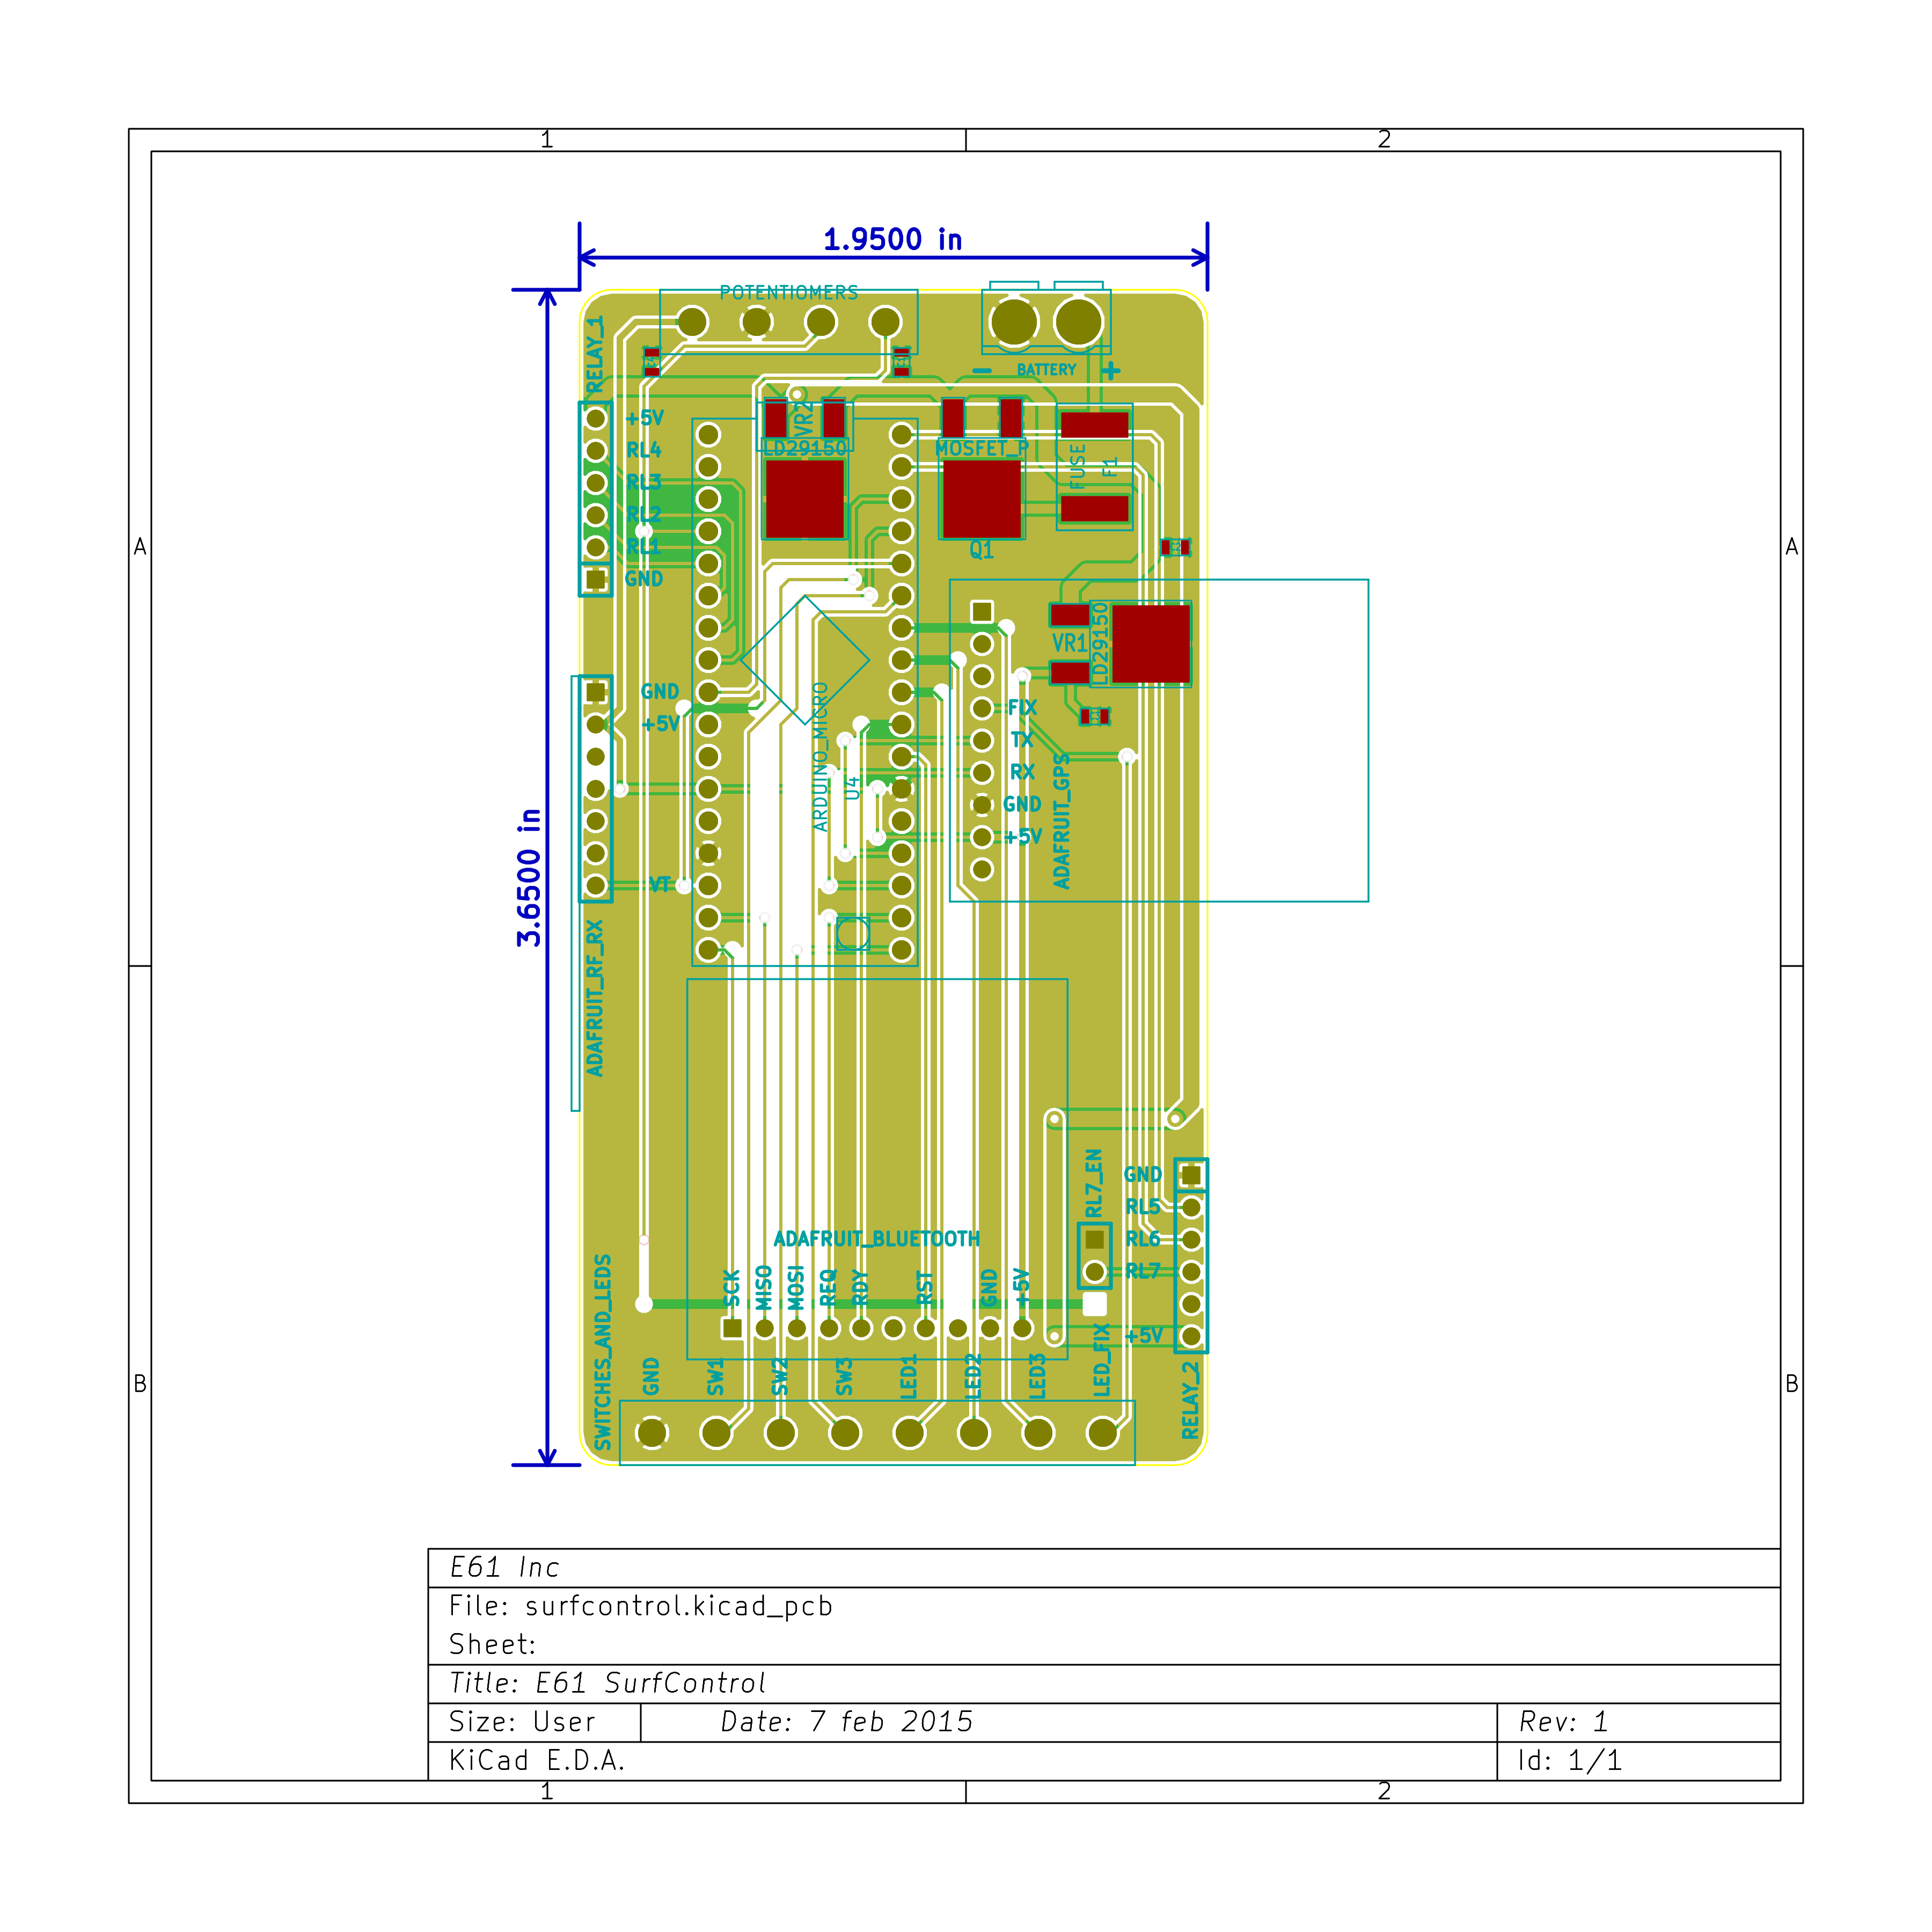 1
2
1.9500 in
POTENTIOMERS
RELAY_1
- BATTERY +
VR2
+5V
RL4
LD29150
MOSFET_P
FUSE
F1
RL3
RL2
RL1
Q1
A
A
GND
VR1
LD29150
GND
+5V
FIX
TX
RX
GND
+5V
ARDUINO_MICRO
U4
ADAFRUIT_GPS
3.6500 in
VT
ADAFRUIT_RF_RX
GND
RL5
RL6
RL7
+5V
RL7_EN
ADAFRUIT_BLUETOOTH
SCK
MISO
MOSI
REQ
RDY
RST
GND
+5V
SWITCHES_AND_LEDS
GND
SW1
SW2
SW3
LED1
LED2
LED3
LED_FIX
RELAY_2
B
B
E61 Inc
File: surfcontrol.kicad_pcb
Sheet:
Title: E61 SurfControl
Size: User
Date: 7 feb 2015
Rev: 1
KiCad E.D.A.
Id: 1/1
1
2